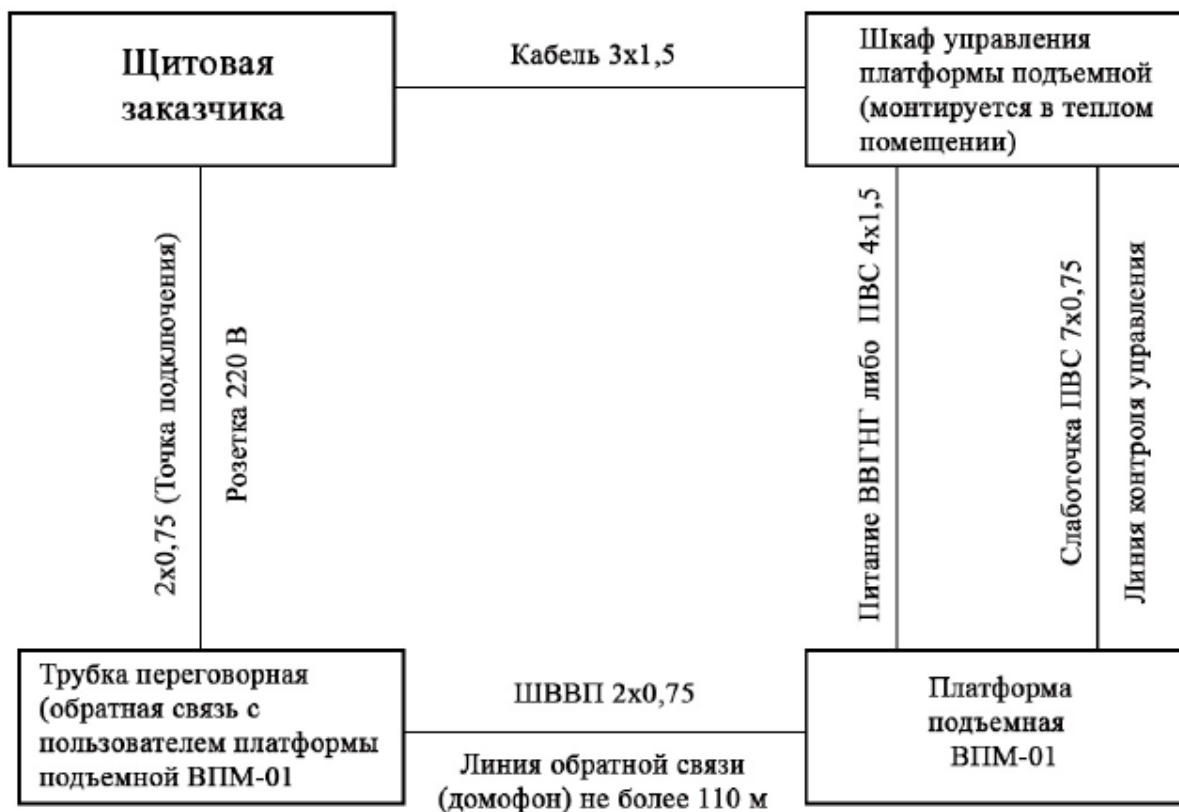 Щитовая
заказчика
Кабель 3х1,5
Шкаф управления
платформы подъемной
(монтируется в теплом
помещении)
2х0,75 (Точка подключения)
Розетка 220 В
Питание ВВГНГ либо ПВС 4х1,5
Слаботочка ПВС 7х0,75
Линия контроля управления
Трубка переговорная
(обратная связь с
пользователем платформы
подъемной ВПМ-01
ШВВП 2х0,75
Линия обратной связи
(домофон) не более 110 м
Платформа
подъемная
ВПМ-01